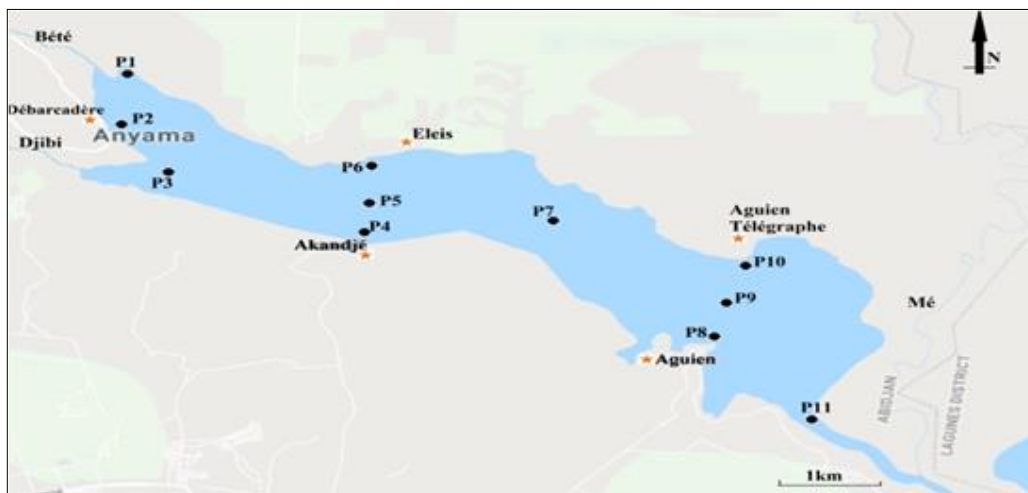 Bété
P1
N
Débarcadère
P2
Anyama
Eleis
Djibi
P6
P3
P5
P7
Aguien
Télégraphe
P4
Akandjé
P10
P9
Mé
P8
Aguien
ABIDJAN
LAGUNES DISTRICT
P11
1km